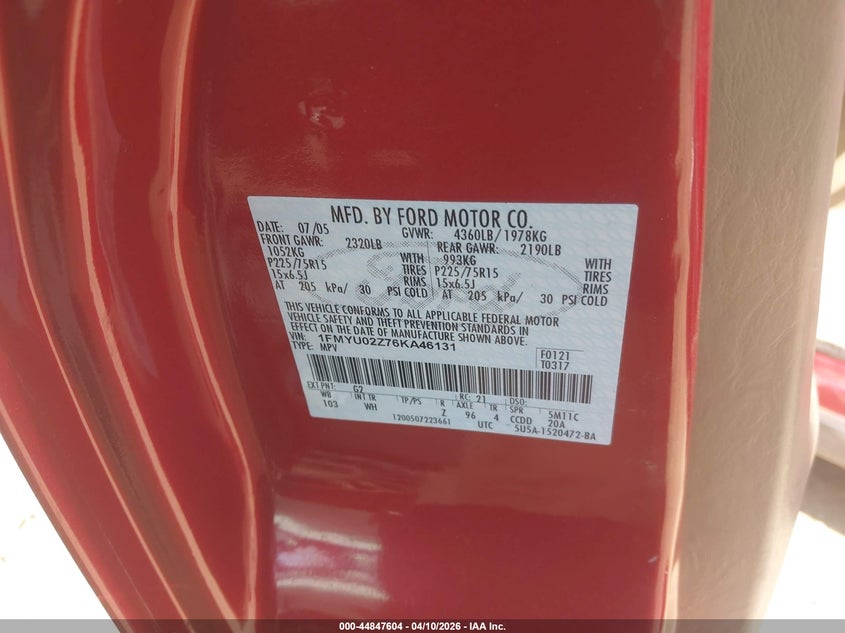 MFD. BY FORD MOTOR CO.
DATE: 07/05 GVWR: 4360LB/1978KG
FRONT GAWR: 2320LB REAR GAWR: 2190LB
1052KG WITH 993KG WITH
P225/75R15 TIRES P225/75R15 TIRES
15x6.5J RIMS 15x6.5J RIMS
AT 205 kPa/ 30 PSI COLD AT 205 kPa/ 30 PSI COLD
THIS VEHICLE CONFORMS TO ALL APPLICABLE FEDERAL MOTOR
VEHICLE SAFETY AND THEFT PREVENTION STANDARDS IN
EFFECT ON THE DATE OF MANUFACTURE SHOWN ABOVE.
VIN: 1FMYU02Z76KA46131 F0121
TYPE: MPV T0317
EXT PNT: G2 RC: 21 DSO:
WB INT TR TP/PS R AXLE TR SPR 5M11C
103 WH Z 96 4 CCDD 20A
1200507223661 UTC 5U5A-1520472-BA
000-44847604 — 04/10/2026 — IAA Inc.